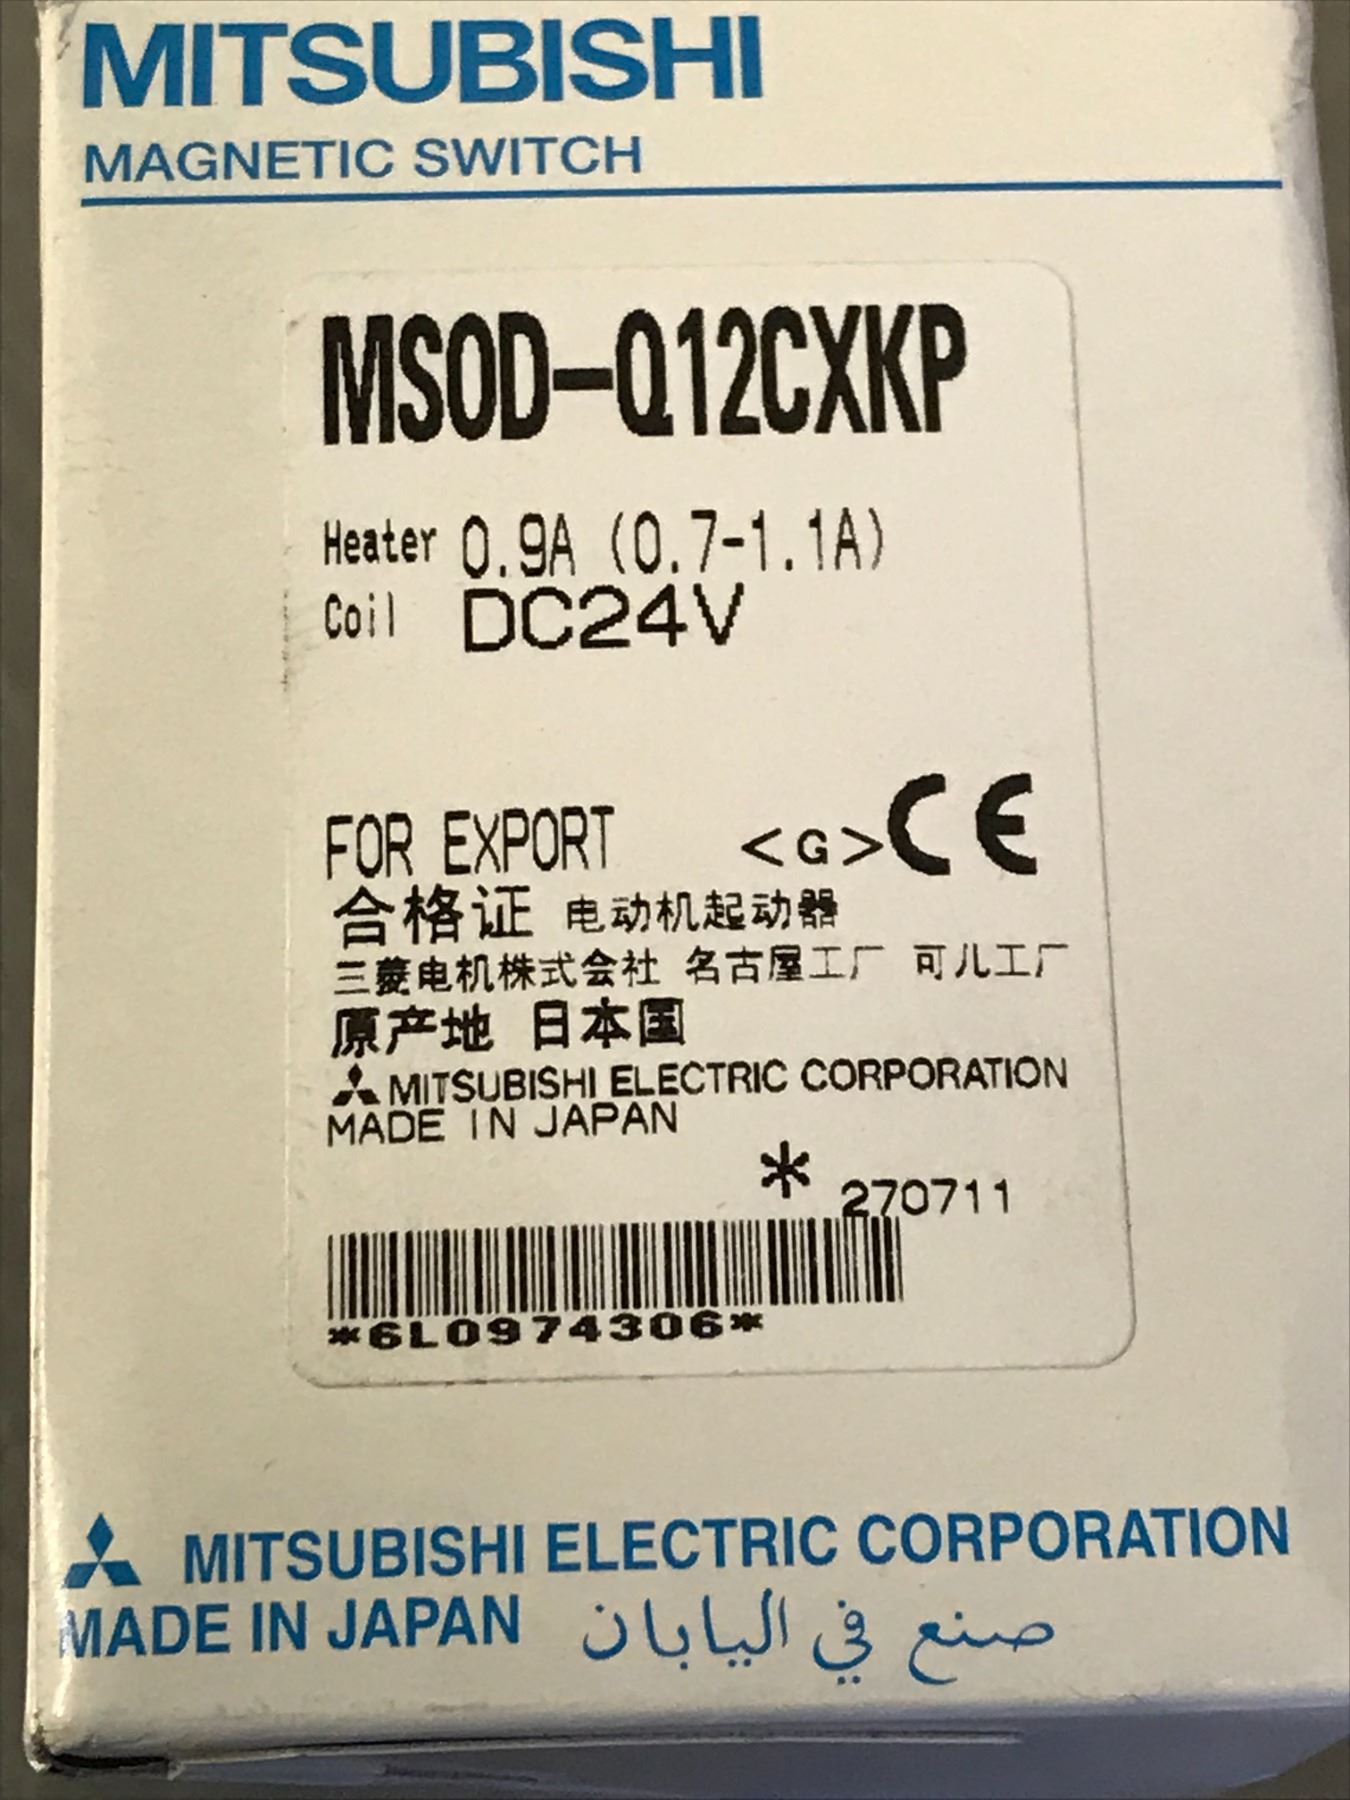 MITSUBISHI
MAGNETIC SWITCH
MSOD-Q12CXKP
Heater 0.9A (0.7-1.1A)
Coil DC24V
FOR EXPORT <G> CE
合格证 电动机起动器
三菱电机株式会社 名古屋工厂 可儿工厂
原产地 日本国
MITSUBISHI ELECTRIC CORPORATION
MADE IN JAPAN
* 270711
*6L0974306*
MITSUBISHI ELECTRIC CORPORATION
MADE IN JAPAN صنع في اليابان